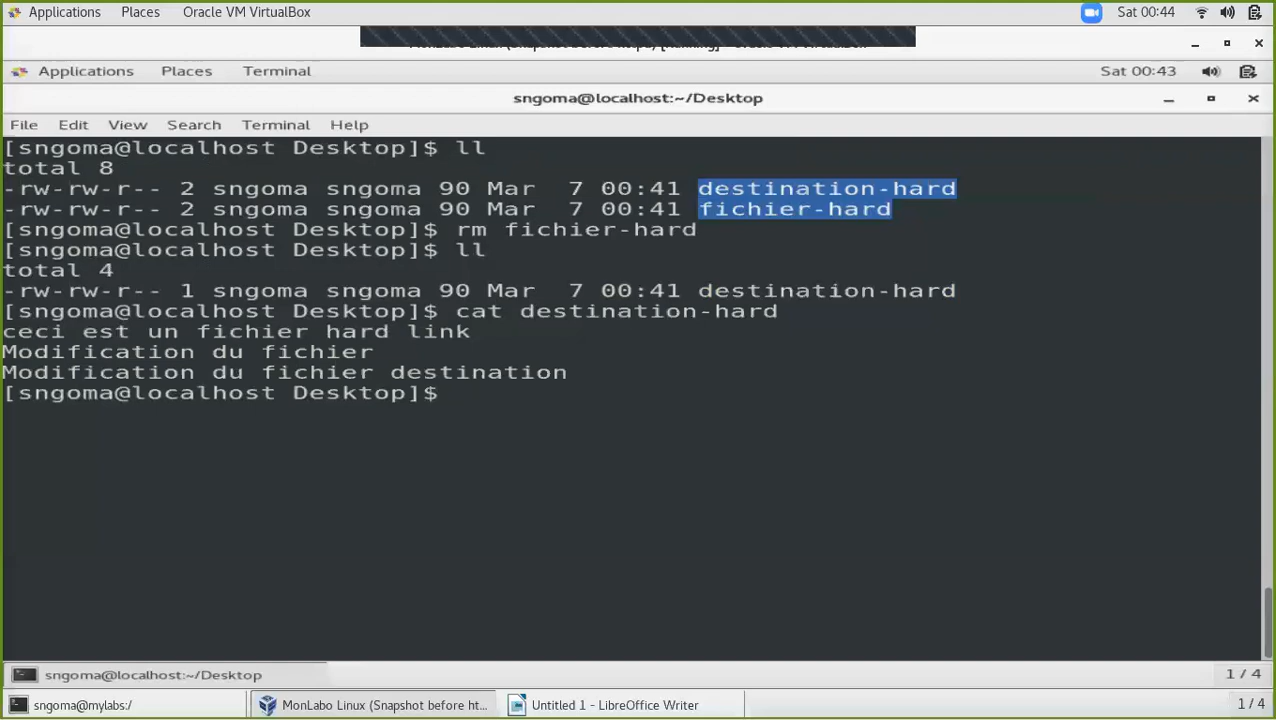 Applications Places Oracle VM VirtualBox Sat 00:44
Applications Places Terminal Sat 00:43
sngoma@localhost:~/Desktop
File Edit View Search Terminal Help
[sngoma@localhost Desktop]$ ll
total 8
-rw-rw-r-- 2 sngoma sngoma 90 Mar  7 00:41 destination-hard
-rw-rw-r-- 2 sngoma sngoma 90 Mar  7 00:41 fichier-hard
[sngoma@localhost Desktop]$ rm fichier-hard
[sngoma@localhost Desktop]$ ll
total 4
-rw-rw-r-- 1 sngoma sngoma 90 Mar  7 00:41 destination-hard
[sngoma@localhost Desktop]$ cat destination-hard
ceci est un fichier hard link
Modification du fichier
Modification du fichier destination
[sngoma@localhost Desktop]$
sngoma@localhost:~/Desktop 1 / 4
sngoma@mylabs:/ MonLabo Linux (Snapshot before ht... Untitled 1 - LibreOffice Writer 1 / 4